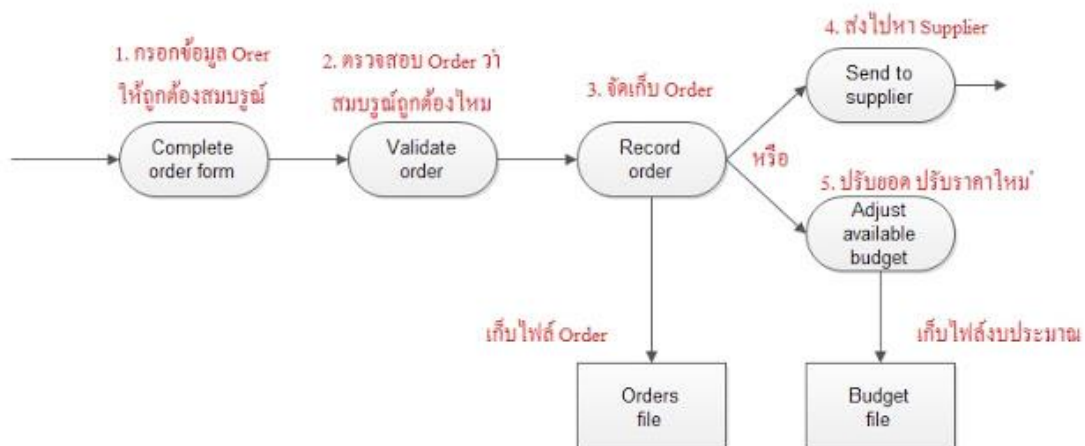 1. กรอกข้อมูล Orer
ให้ถูกต้องสมบรูณ์
Complete
order form
2. ตรวจสอบ Order ว่า
สมบรูณ์ถูกต้องไหม
Validate
order
3. จัดเก็บ Order
Record
order
หรือ
4. ส่งไปหา Supplier
Send to
supplier
5. ปรับยอด ปรับราคาใหม่
Adjust
available
budget
เก็บไฟล์ Order
Orders
file
เก็บไฟล์งบประมาณ
Budget
file